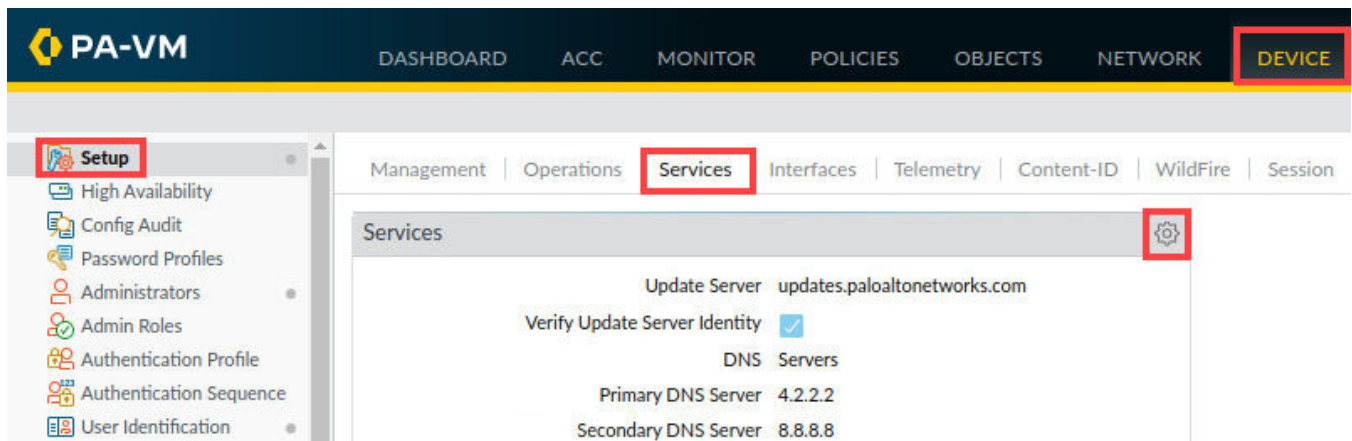 PA-VM
DASHBOARD ACC MONITOR POLICIES OBJECTS NETWORK DEVICE
Setup
High Availability
Config Audit
Password Profiles
Administrators
Admin Roles
Authentication Profile
Authentication Sequence
User Identification
Management | Operations Services Interfaces | Telemetry | Content-ID | WildFire | Session
Services
Update Server updates.paloaltonetworks.com
Verify Update Server Identity
DNS Servers
Primary DNS Server 4.2.2.2
Secondary DNS Server 8.8.8.8